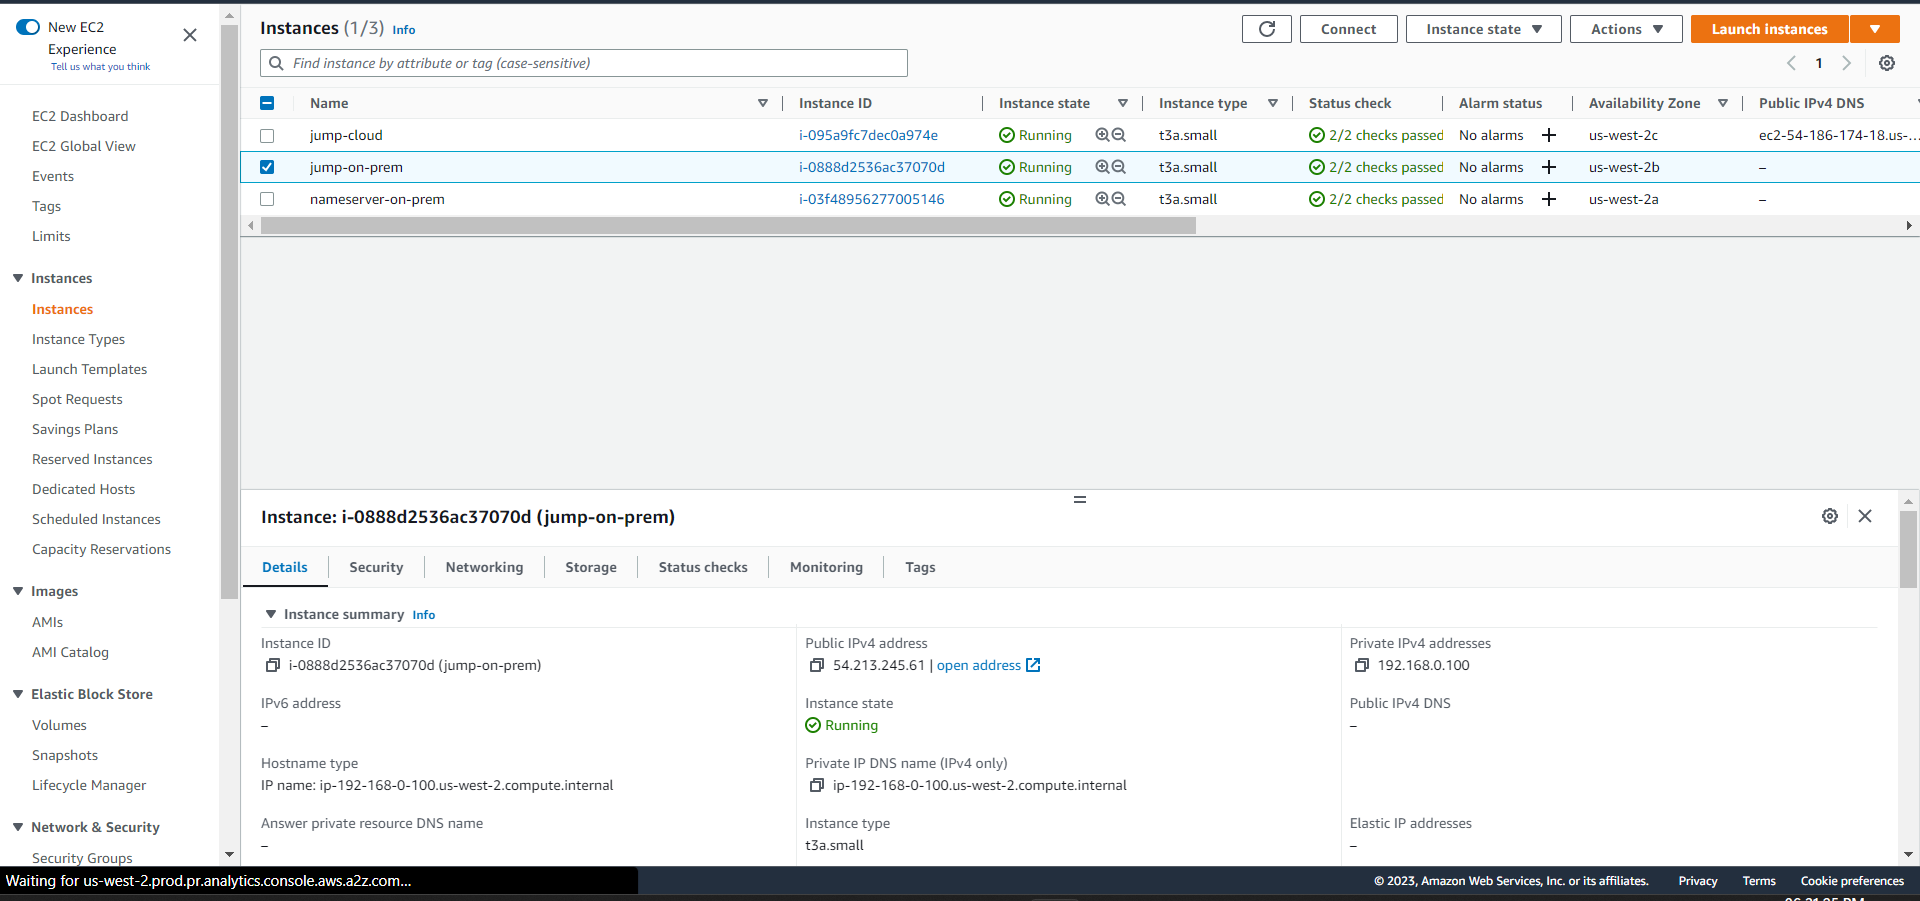 New EC2
Experience
Tell us what you think
EC2 Dashboard
EC2 Global View
Events
Tags
Limits
Instances
Instances
Instance Types
Launch Templates
Spot Requests
Savings Plans
Reserved Instances
Dedicated Hosts
Scheduled Instances
Capacity Reservations
Images
AMIs
AMI Catalog
Elastic Block Store
Volumes
Snapshots
Lifecycle Manager
Network & Security
Security Groups
Instances (1/3) Info
Connect
Instance state
Actions
Launch instances
Find instance by attribute or tag (case-sensitive)
1
Name Instance ID Instance state Instance type Status check Alarm status Availability Zone Public IPv4 DNS
jump-cloud i-095a9fc7dec0a974e Running t3a.small 2/2 checks passed No alarms + us-west-2c ec2-54-186-174-18.us-...
jump-on-prem i-0888d2536ac37070d Running t3a.small 2/2 checks passed No alarms + us-west-2b –
nameserver-on-prem i-03f48956277005146 Running t3a.small 2/2 checks passed No alarms + us-west-2a –
Instance: i-0888d2536ac37070d (jump-on-prem)
Details Security Networking Storage Status checks Monitoring Tags
Instance summary Info
Instance ID
i-0888d2536ac37070d (jump-on-prem)
Public IPv4 address
54.213.245.61 | open address
Private IPv4 addresses
192.168.0.100
IPv6 address
–
Instance state
Running
Public IPv4 DNS
–
Hostname type
IP name: ip-192-168-0-100.us-west-2.compute.internal
Private IP DNS name (IPv4 only)
ip-192-168-0-100.us-west-2.compute.internal
Answer private resource DNS name
–
Instance type
t3a.small
Elastic IP addresses
–
Waiting for us-west-2.prod.pr.analytics.console.aws.a2z.com...
© 2023, Amazon Web Services, Inc. or its affiliates. Privacy Terms Cookie preferences